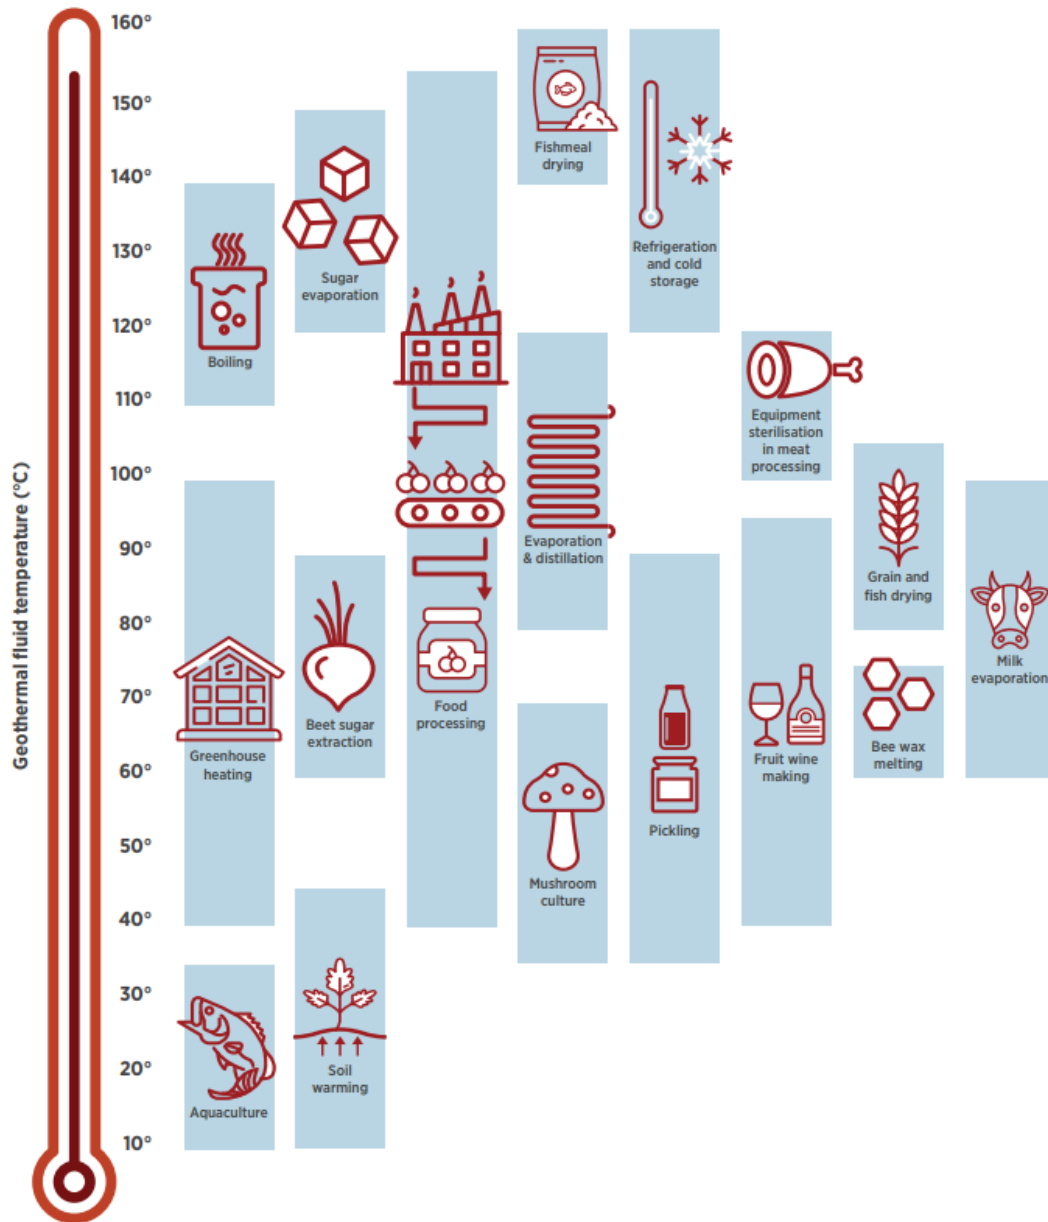 Geothermal fluid temperature (°C)
160°
150°
140°
130°
120°
110°
100°
90°
80°
70°
60°
50°
40°
30°
20°
10°
Boiling
Greenhouse
heating
Aquaculture
Sugar
evaporation
Beet sugar
extraction
Soil
warming
Food
processing
Fishmeal
drying
Evaporation
& distillation
Mushroom
culture
Refrigeration
and cold
storage
Pickling
Equipment
sterilisation
in meat
processing
Fruit wine
making
Grain and
fish drying
Bee wax
melting
Milk
evaporation